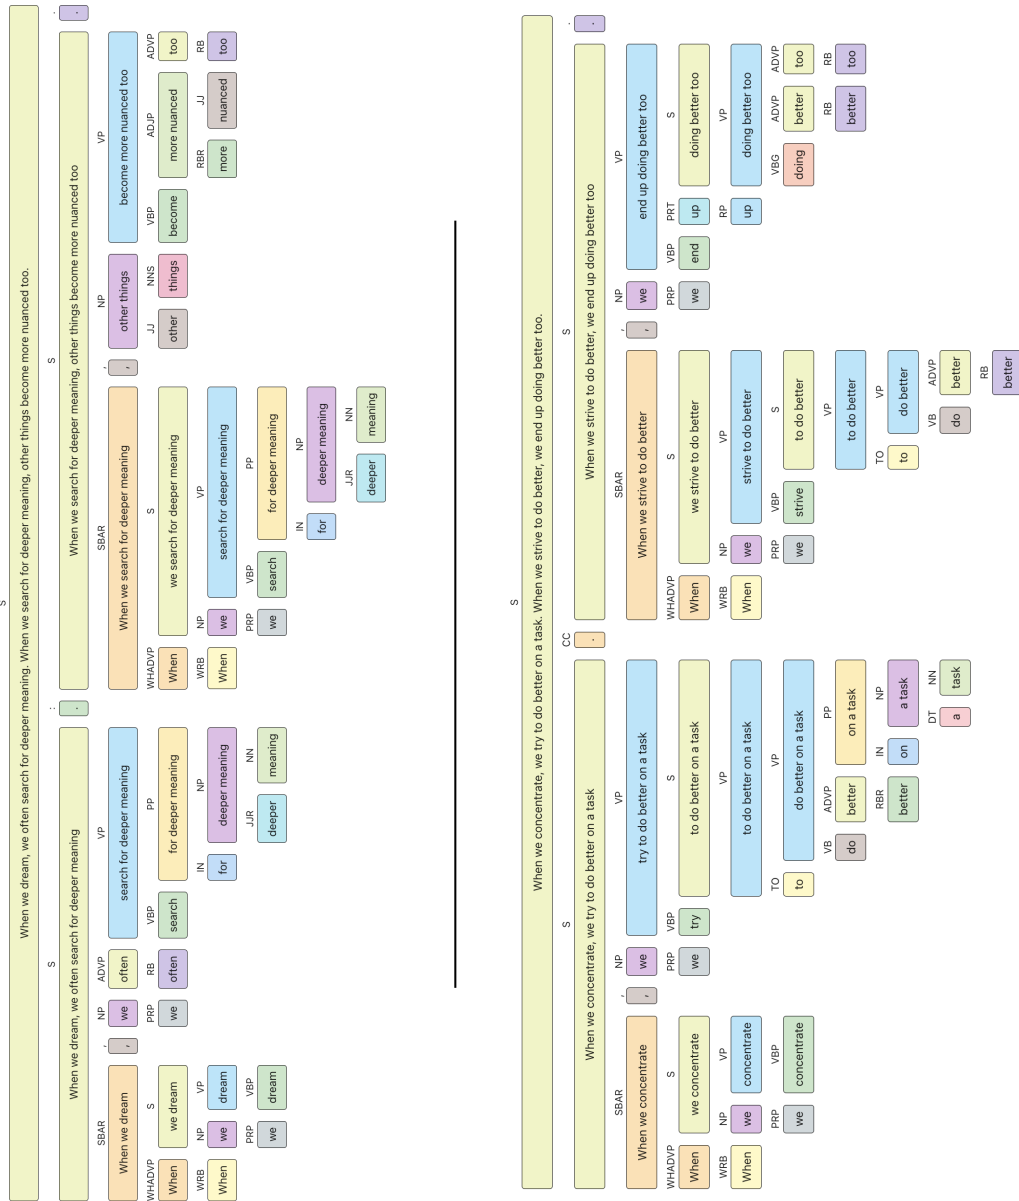 S
When we dream, we often search for deeper meaning. When we search for deeper meaning, other things become more nuanced too.
S : S .
When we dream, we often search for deeper meaning . When we search for deeper meaning, other things become more nuanced too .
SBAR , NP ADVP VP SBAR , NP VP
When we dream , we often search for deeper meaning When we search for deeper meaning , other things become more nuanced too
WHADVP S PRP RB VBP PP WHADVP S JJ NNS VBP ADJP ADVP
When we dream we often search for deeper meaning When we search for deeper meaning other things become more nuanced too
WRB NP VP IN NP WRB NP VP RBR JJ RB
When we dream for deeper meaning When we search for deeper meaning more nuanced too
PRP VBP JJR NN PRP VBP PP
we dream deeper meaning we search for deeper meaning
IN NP
for deeper meaning
JJR NN
deeper meaning
S
When we concentrate, we try to do better on a task. When we strive to do better, we end up doing better too.
S CC S .
When we concentrate, we try to do better on a task . When we strive to do better, we end up doing better too .
SBAR , NP VP SBAR , NP VP
When we concentrate , we try to do better on a task When we strive to do better , we end up doing better too
WHADVP S PRP VBP S WHADVP S PRP VBP PRT S
When we concentrate we try to do better on a task When we strive to do better we end up doing better too
WRB NP VP VP WRB NP VP RP VP
When we concentrate to do better on a task When we strive to do better up doing better too
PRP VBP TO VP PRP VBP S VBG ADVP ADVP
we concentrate to do better on a task we strive to do better doing better too
VB ADVP PP VP RB RB
do better on a task to do better better too
RBR IN NP TO VP
better on a task to do better
DT NN VB ADVP
a task do better
RB
better